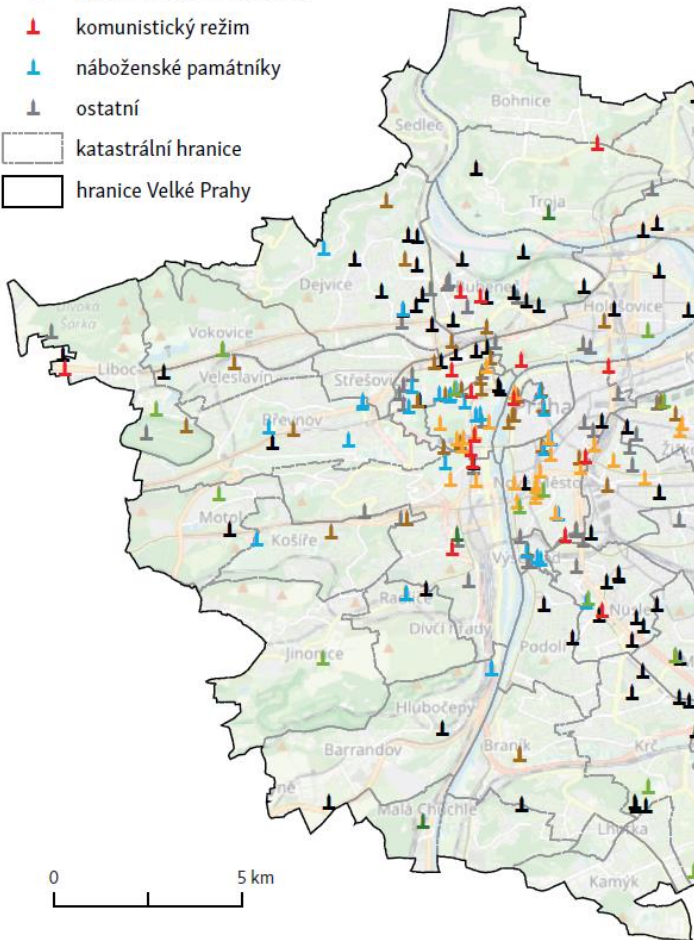 komunistický režim
náboženské památníky
ostatní
katastrální hranice
hranice Velké Prahy
Bohnice
Sedlec
Troja
Dejvice
Divoká
Šárka
Vokovice
Holešovice
Liboc
Veleslavín
Střešovice
Břevnov
Praha
Motol
Košíře
Nové Město
Radlice
Nusle
Dívčí hrady
Podolí
Jinonice
Hlubočepy
Barrandov
Braník
Krč
Malá Chuchle
Lhotka
Kamýk
0
5 km